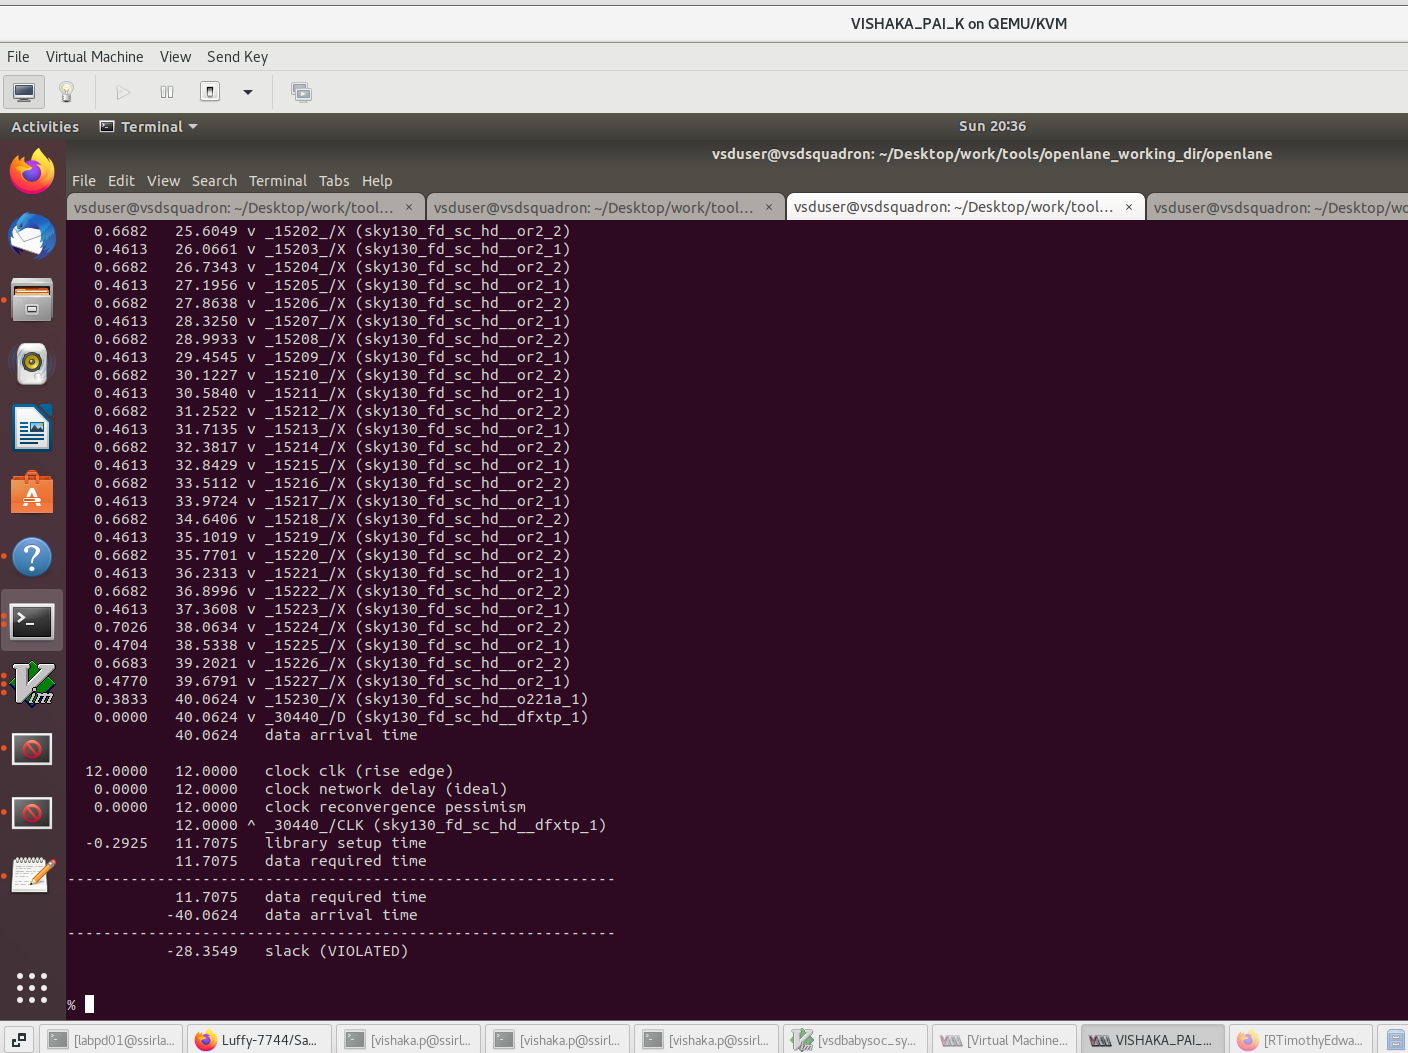 VISHAKA_PAI_K on QEMU/KVM
File Virtual Machine View Send Key
Activities Terminal Sun 20:36
vsduser@vsdsquadron: ~/Desktop/work/tools/openlane_working_dir/openlane
File Edit View Search Terminal Tabs Help
vsduser@vsdsquadron: ~/Desktop/work/tool... × vsduser@vsdsquadron: ~/Desktop/work/tool... × vsduser@vsdsquadron: ~/Desktop/work/tool... × vsduser@vsdsquadron: ~/Desktop/wo
0.6682 25.6049 v _15202_/X (sky130_fd_sc_hd__or2_2)
0.4613 26.0661 v _15203_/X (sky130_fd_sc_hd__or2_1)
0.6682 26.7343 v _15204_/X (sky130_fd_sc_hd__or2_2)
0.4613 27.1956 v _15205_/X (sky130_fd_sc_hd__or2_1)
0.6682 27.8638 v _15206_/X (sky130_fd_sc_hd__or2_2)
0.4613 28.3250 v _15207_/X (sky130_fd_sc_hd__or2_1)
0.6682 28.9933 v _15208_/X (sky130_fd_sc_hd__or2_2)
0.4613 29.4545 v _15209_/X (sky130_fd_sc_hd__or2_1)
0.6682 30.1227 v _15210_/X (sky130_fd_sc_hd__or2_2)
0.4613 30.5840 v _15211_/X (sky130_fd_sc_hd__or2_1)
0.6682 31.2522 v _15212_/X (sky130_fd_sc_hd__or2_2)
0.4613 31.7135 v _15213_/X (sky130_fd_sc_hd__or2_1)
0.6682 32.3817 v _15214_/X (sky130_fd_sc_hd__or2_2)
0.4613 32.8429 v _15215_/X (sky130_fd_sc_hd__or2_1)
0.6682 33.5112 v _15216_/X (sky130_fd_sc_hd__or2_2)
0.4613 33.9724 v _15217_/X (sky130_fd_sc_hd__or2_1)
0.6682 34.6406 v _15218_/X (sky130_fd_sc_hd__or2_2)
0.4613 35.1019 v _15219_/X (sky130_fd_sc_hd__or2_1)
0.6682 35.7701 v _15220_/X (sky130_fd_sc_hd__or2_2)
0.4613 36.2313 v _15221_/X (sky130_fd_sc_hd__or2_1)
0.6682 36.8996 v _15222_/X (sky130_fd_sc_hd__or2_2)
0.4613 37.3608 v _15223_/X (sky130_fd_sc_hd__or2_1)
0.7026 38.0634 v _15224_/X (sky130_fd_sc_hd__or2_2)
0.4704 38.5338 v _15225_/X (sky130_fd_sc_hd__or2_1)
0.6683 39.2021 v _15226_/X (sky130_fd_sc_hd__or2_2)
0.4770 39.6791 v _15227_/X (sky130_fd_sc_hd__or2_1)
0.3833 40.0624 v _15230_/X (sky130_fd_sc_hd__o221a_1)
0.0000 40.0624 v _30440_/D (sky130_fd_sc_hd__dfxtp_1)
40.0624 data arrival time
12.0000 12.0000 clock clk (rise edge)
0.0000 12.0000 clock network delay (ideal)
0.0000 12.0000 clock reconvergence pessimism
12.0000 ^ _30440_/CLK (sky130_fd_sc_hd__dfxtp_1)
-0.2925 11.7075 library setup time
11.7075 data required time
-------------------------------------------------------------
11.7075 data required time
-40.0624 data arrival time
-------------------------------------------------------------
-28.3549 slack (VIOLATED)
%
[labpd01@ssirla... Luffy-7744/Sa... [vishaka.p@ssirl... [vishaka.p@ssirl... [vishaka.p@ssirl... [vsdbabysoc_sy... [Virtual Machine... VISHAKA_PAI_... [RTimothyEdwa...